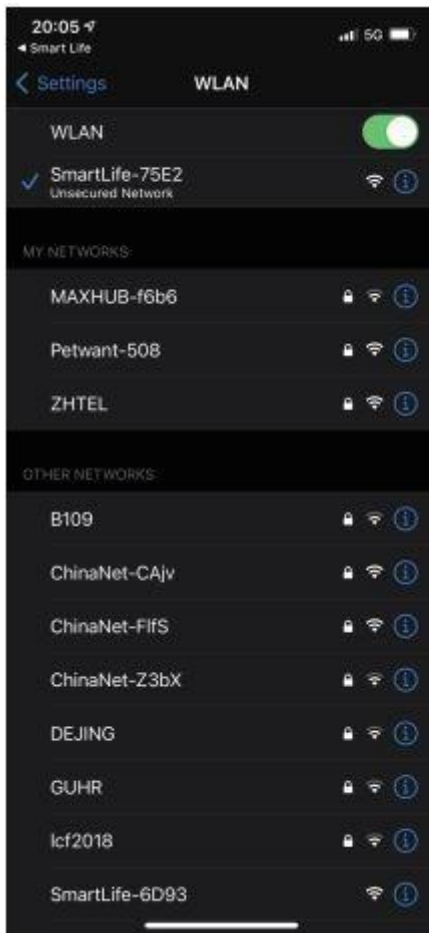 20:05
5G
Smart Life
Settings
WLAN
WLAN
SmartLife-75E2
Unsecured Network
MY NETWORKS
MAXHUB-f6b6
Petwant-508
ZHTEL
OTHER NETWORKS
B109
ChinaNet-CAjv
ChinaNet-FIfS
ChinaNet-Z3bX
DEJING
GUHR
lcf2018
SmartLife-6D93